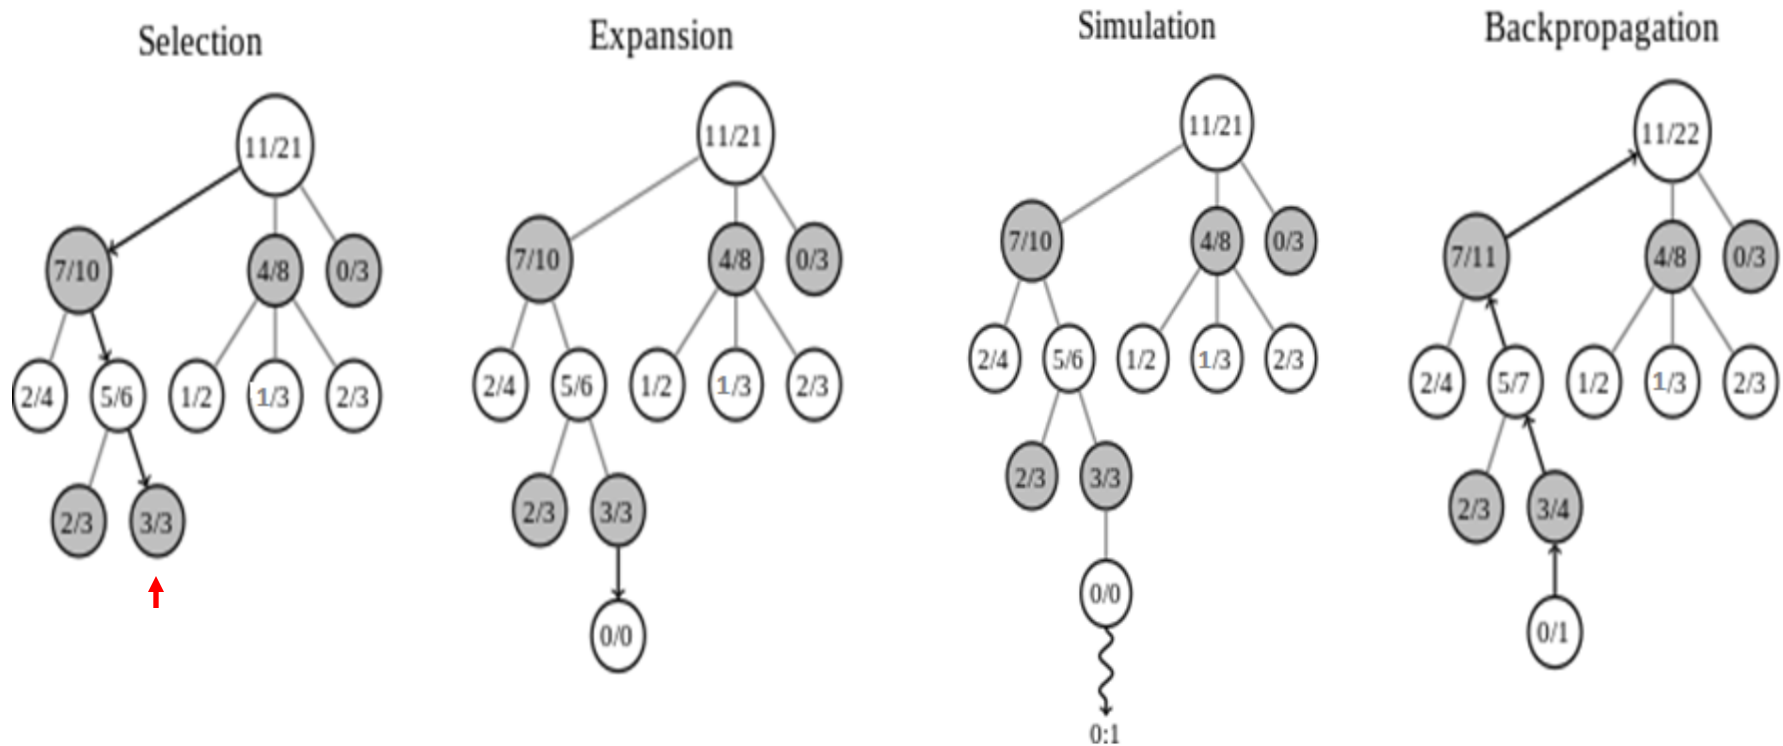 Selection
11/21
7/10 4/8 0/3
2/4 5/6 1/2 1/3 2/3
2/3 3/3
Expansion
11/21
7/10 4/8 0/3
2/4 5/6 1/2 1/3 2/3
2/3 3/3
0/0
Simulation
11/21
7/10 4/8 0/3
2/4 5/6 1/2 1/3 2/3
2/3 3/3
0/0
0:1
Backpropagation
11/22
7/11 4/8 0/3
2/4 5/7 1/2 1/3 2/3
2/3 3/4
0/1